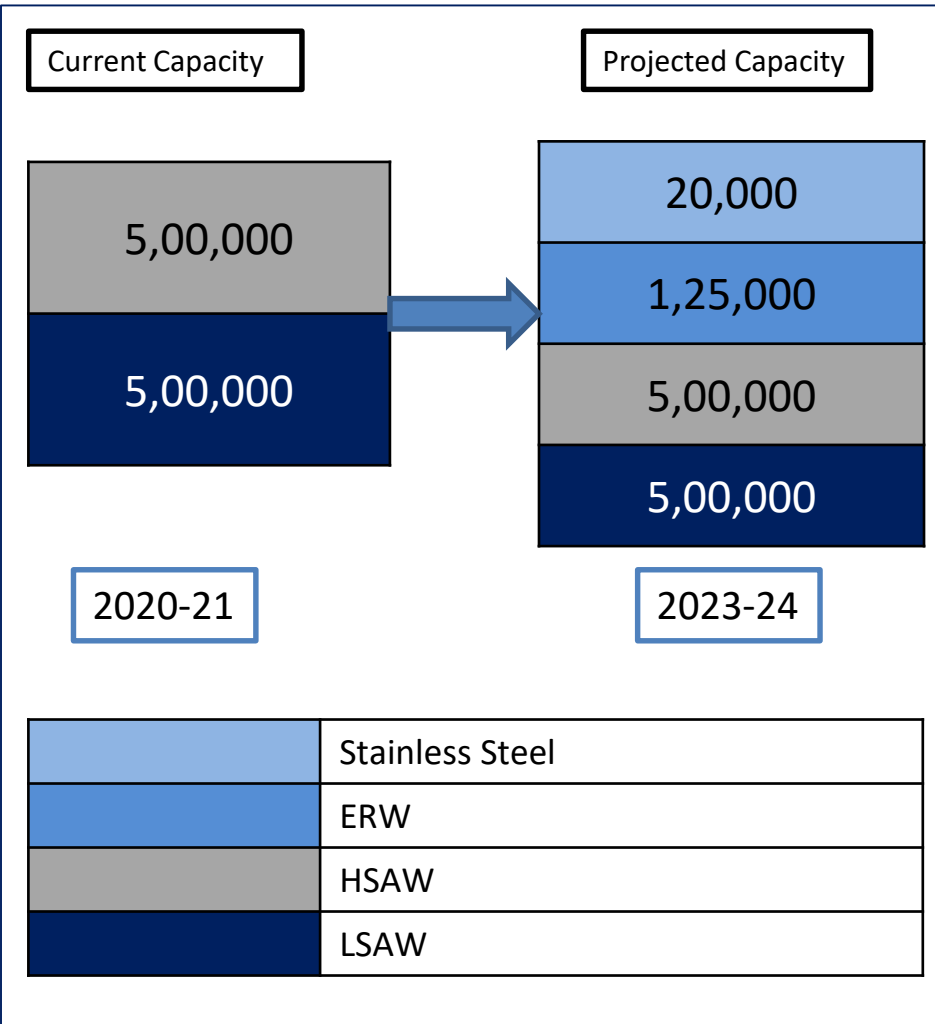 Current Capacity
Projected Capacity
5,00,000
5,00,000
20,000
1,25,000
5,00,000
5,00,000
2020-21
2023-24
Stainless Steel
ERW
HSAW
LSAW